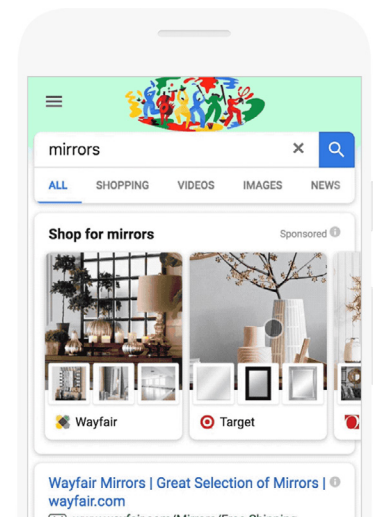 mirrors
ALL SHOPPING VIDEOS IMAGES NEWS
Shop for mirrors Sponsored
Wayfair Target
Wayfair Mirrors | Great Selection of Mirrors |
wayfair.com